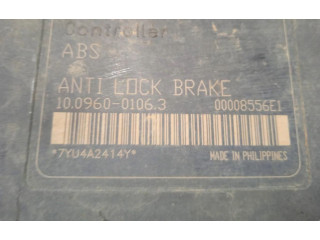 Controller
ABS
ANTI LOCK BRAKE
10.0960-0106.3 00008556E1
*7YU4A2414Y* MADE IN PHILIPPINES